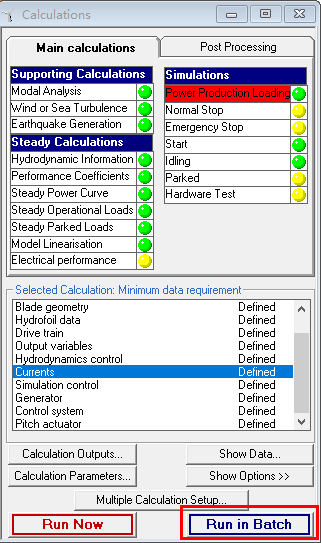 Calculations
Main calculations
Post Processing
Supporting Calculations
Modal Analysis
Wind or Sea Turbulence
Earthquake Generation
Steady Calculations
Hydrodynamic Information
Performance Coefficients
Steady Power Curve
Steady Operational Loads
Steady Parked Loads
Model Linearisation
Electrical performance
Simulations
Power Production Loading
Normal Stop
Emergency Stop
Start
Idling
Parked
Hardware Test
Selected Calculation: Minimum data requirement
Blade geometry Defined
Hydrofoil data Defined
Drive train Defined
Output variables Defined
Hydrodynamics control Defined
Currents Defined
Simulation control Defined
Generator Defined
Control system Defined
Pitch actuator Defined
Calculation Outputs... Show Data...
Calculation Parameters... Show Options >>
Multiple Calculation Setup...
Run Now Run in Batch